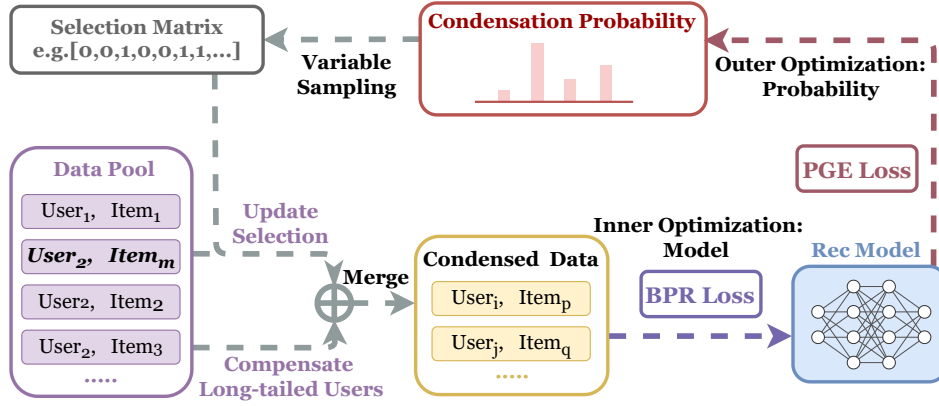 Selection Matrix
e.g.[0,0,1,0,0,1,1,...]
Variable
Sampling
Condensation Probability
Outer Optimization:
Probability
PGE Loss
Data Pool
User₁, Item₁
User₂, Itemₘ
User₂, Item₂
User₂, Item₃
.....
Update
Selection
Compensate
Long-tailed Users
Merge
Condensed Data
Userᵢ, Itemₚ
Userⱼ, Item_q
.....
Inner Optimization:
Model
BPR Loss
Rec Model